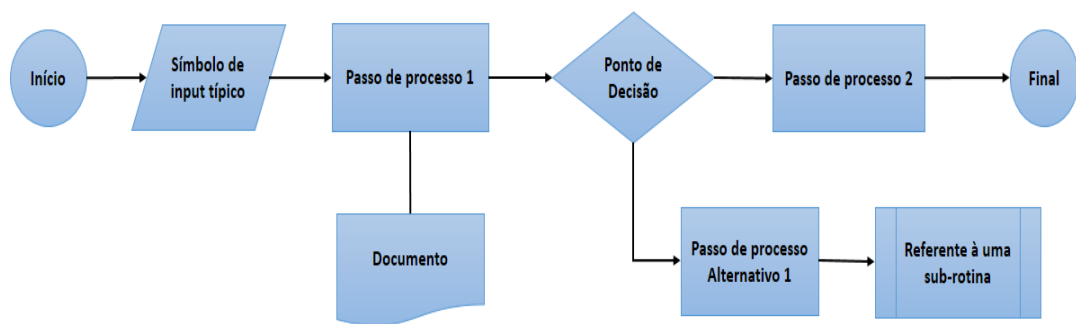 Início
Símbolo de
input típico
Passo de processo 1
Ponto de
Decisão
Passo de processo 2
Final
Documento
Passo de processo
Alternativo 1
Referente à uma
sub-rotina